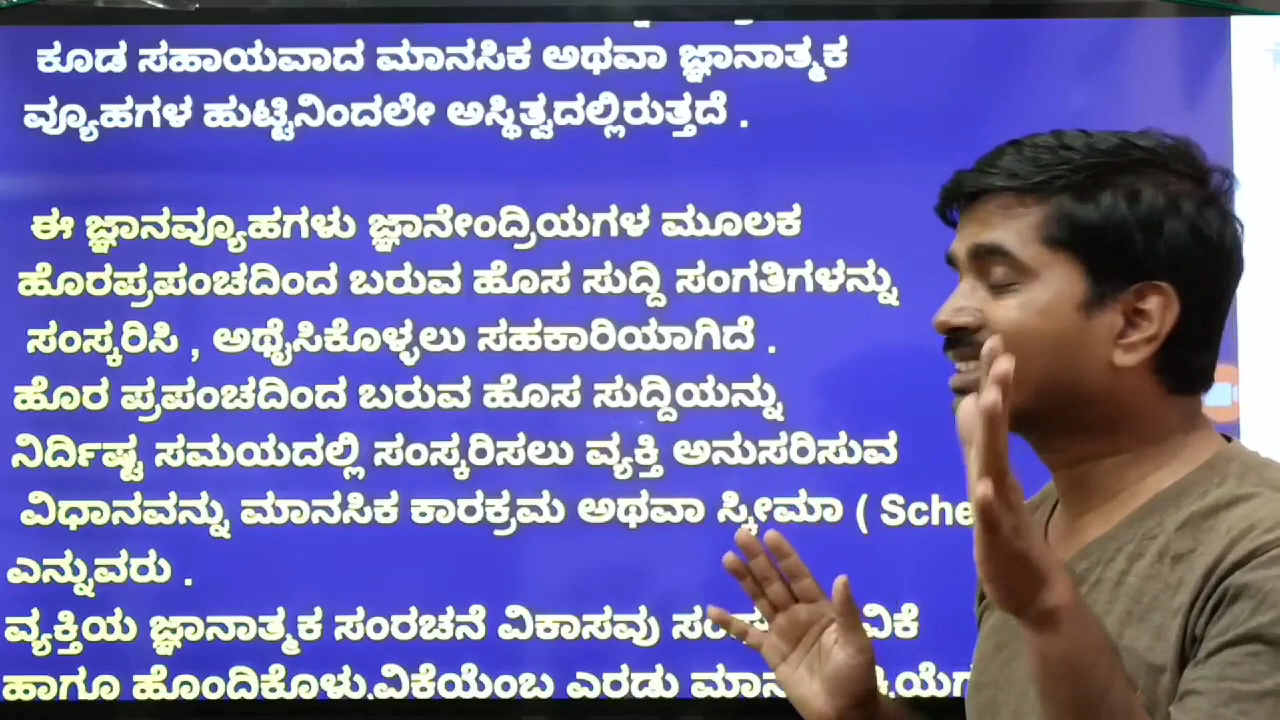 ಕೂಡ ಸಹಾಯವಾದ ಮಾನಸಿಕ ಅಥವಾ ಜ್ಞಾನಾತ್ಮಕ
ವ್ಯೂಹಗಳ ಹುಟ್ಟಿನಿಂದಲೇ ಅಸ್ಥಿತ್ವದಲ್ಲಿರುತ್ತದೆ .
ಈ ಜ್ಞಾನವ್ಯೂಹಗಳು ಜ್ಞಾನೇಂದ್ರಿಯಗಳ ಮೂಲಕ
ಹೊರಪ್ರಪಂಚದಿಂದ ಬರುವ ಹೊಸ ಸುದ್ದಿ ಸಂಗತಿಗಳನ್ನು
ಸಂಸ್ಕರಿಸಿ , ಅರ್ಥೈಸಿಕೊಳ್ಳಲು ಸಹಕಾರಿಯಾಗಿದೆ .
ಹೊರ ಪ್ರಪಂಚದಿಂದ ಬರುವ ಹೊಸ ಸುದ್ದಿಯನ್ನು
ನಿರ್ದಿಷ್ಟ ಸಮಯದಲ್ಲಿ ಸಂಸ್ಕರಿಸಲು ವ್ಯಕ್ತಿ ಅನುಸರಿಸುವ
ವಿಧಾನವನ್ನು ಮಾನಸಿಕ ಕಾರಕ್ರಮ ಅಥವಾ ಸ್ಕೀಮಾ ( Sche
ಎನ್ನುವರು .
ವ್ಯಕ್ತಿಯ ಜ್ಞಾನಾತ್ಮಕ ಸಂರಚನೆ ವಿಕಾಸವು
ಹಾಗೂ ಹೊಂದಿಕೊಳ್ಳುವಿಕೆಯೆಂಬ ಎರಡು